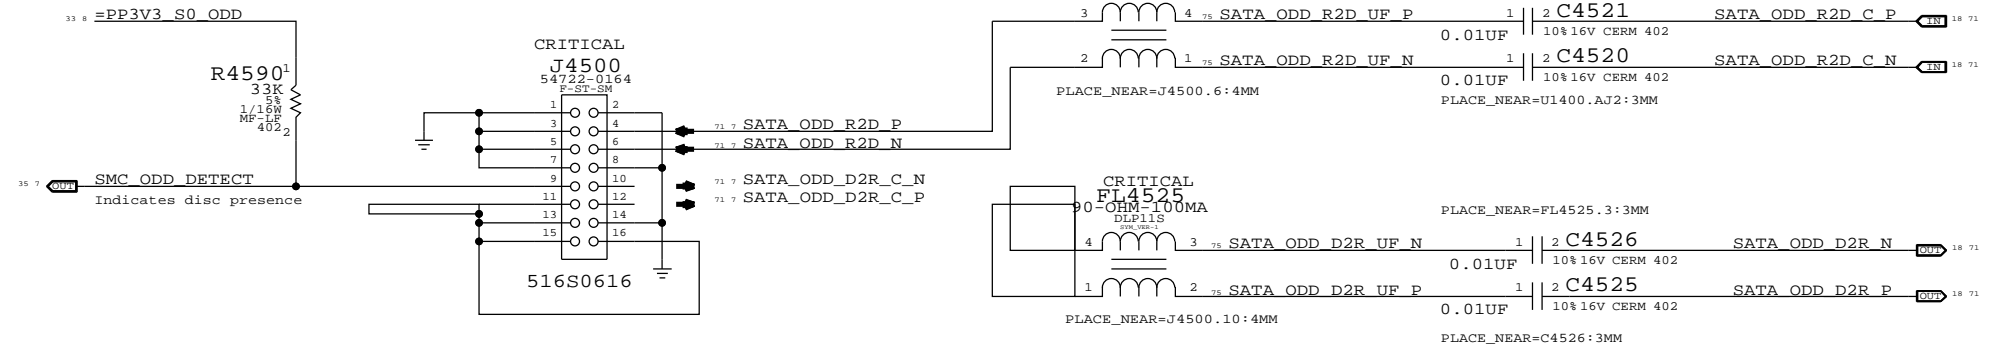 33 8 =PP3V3_S0_ODD
R4590
1
33K
5%
1/16W
MF-LF
402
2
35 7 OUT SMC_ODD_DETECT
Indicates disc presence
CRITICAL
J4500
54722-0164
F-ST-SM
1 2
3 4
5 6
7 8
9 10
11 12
13 14
15 16
516S0616
71 7 SATA_ODD_R2D_P
71 7 SATA_ODD_R2D_N
71 7 SATA_ODD_D2R_C_N
71 7 SATA_ODD_D2R_C_P
3 4 75 SATA_ODD_R2D_UF_P 1 2 C4521 SATA_ODD_R2D_C_P IN 18 71
0.01UF 10% 16V CERM 402
2 1 75 SATA_ODD_R2D_UF_N 1 2 C4520 SATA_ODD_R2D_C_N IN 18 71
0.01UF 10% 16V CERM 402
PLACE_NEAR=J4500.6:4MM
PLACE_NEAR=U1400.AJ2:3MM
CRITICAL
FL4525
90-OHM-100MA
DLP11S
SYM_VER-1
PLACE_NEAR=FL4525.3:3MM
4 3 75 SATA_ODD_D2R_UF_N 1 2 C4526 SATA_ODD_D2R_N OUT 18 71
0.01UF 10% 16V CERM 402
1 2 75 SATA_ODD_D2R_UF_P 1 2 C4525 SATA_ODD_D2R_P OUT 18 71
0.01UF 10% 16V CERM 402
PLACE_NEAR=J4500.10:4MM
PLACE_NEAR=C4526:3MM